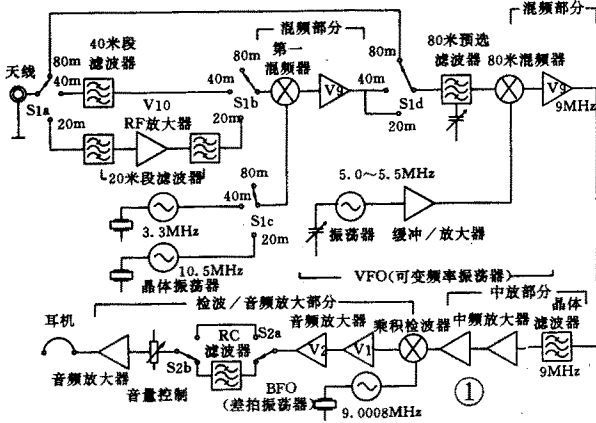 混频部分
混频部分
40米段
滤波器
80m
天线
40m
S1a
20m
V10
RF放大器
20米段滤波器
80m
40m
S1b
20m
第一
混频器
V9
80m
40m
S1d
20m
80米预选
滤波器
80米混频器
V9
9MHz
80m
40m
S1c
20m
3.3MHz
10.5MHz
晶体振荡器
5.0~5.5MHz
振荡器
缓冲/放大器
VFO(可变频率振荡器)
检波/音频放大部分
中放部分
耳机
音频放大器
音量控制
S2b
RC
滤波器
S2a
音频放大器
V2
V1
乘积检波器
BFO
(差拍振荡器)
9.0008MHz
中频放大器
晶体
滤波器
9MHz
①